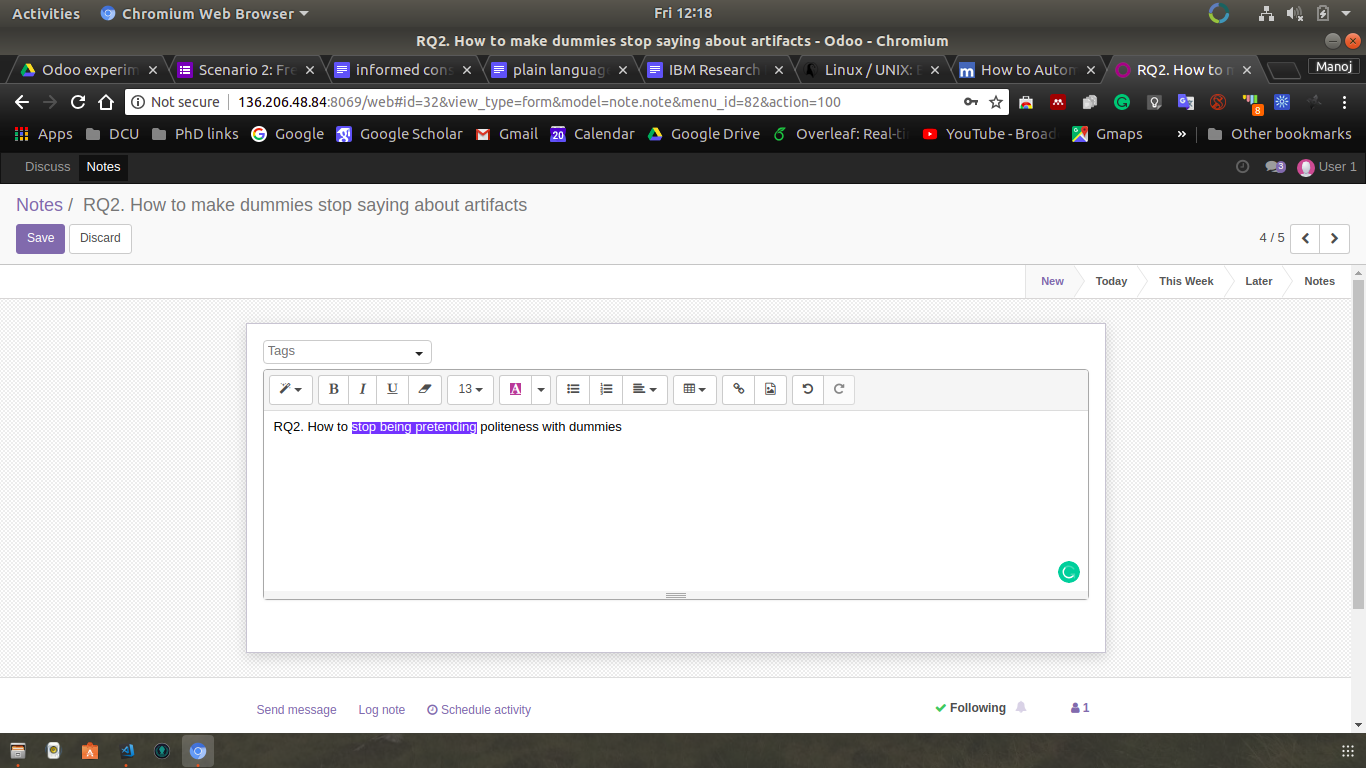 Activities Chromium Web Browser Fri 12:18
RQ2. How to make dummies stop saying about artifacts - Odoo - Chromium
Odoo experim Scenario 2: Fre informed cons plain language IBM Research Linux / UNIX: How to Autom RQ2. How to m Manoj
Not secure 136.206.48.84:8069/web#id=32&view_type=form&model=note.note&menu_id=82&action=100 8
Apps DCU PhD links Google Google Scholar Gmail 20 Calendar Google Drive Overleaf: Real-ti YouTube - Broad Gmaps » Other bookmarks
Discuss Notes 3 User 1
Notes / RQ2. How to make dummies stop saying about artifacts
Save Discard 4 / 5
New Today This Week Later Notes
Tags
B I U 13 A
RQ2. How to stop being pretending politeness with dummies
Send message Log note Schedule activity Following 1